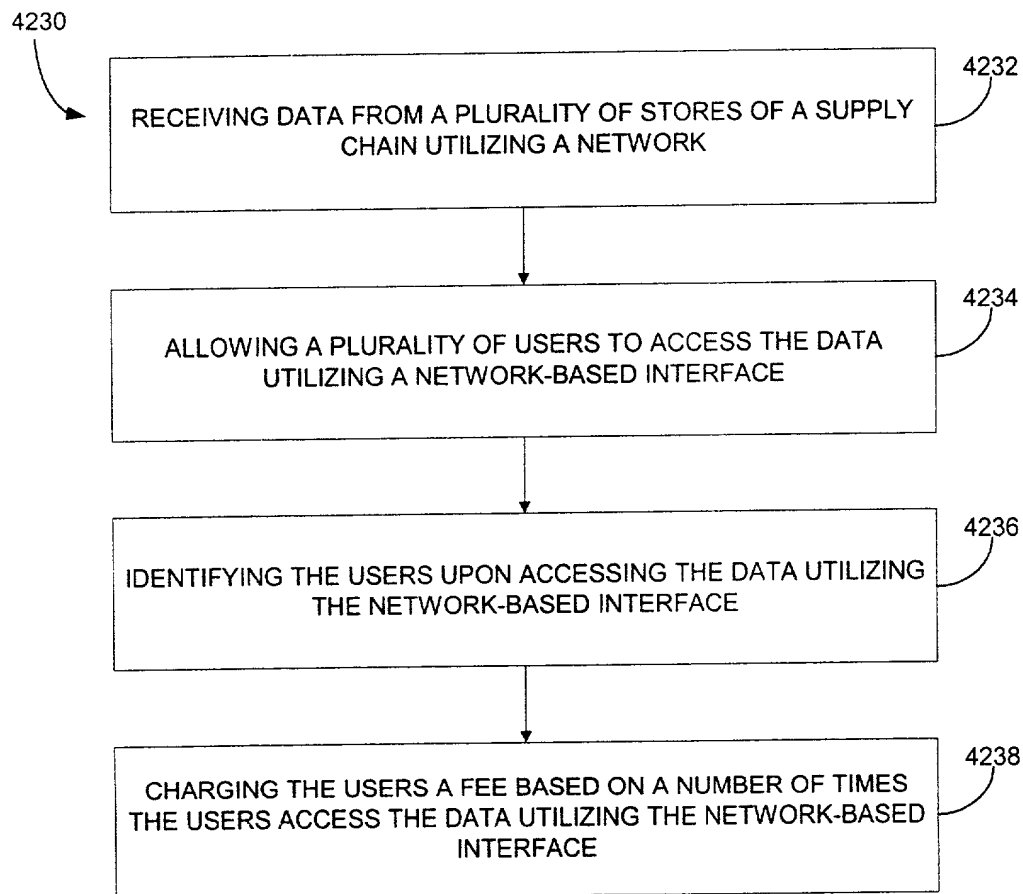 4230
4232
RECEIVING DATA FROM A PLURALITY OF STORES OF A SUPPLY
CHAIN UTILIZING A NETWORK
4234
ALLOWING A PLURALITY OF USERS TO ACCESS THE DATA
UTILIZING A NETWORK-BASED INTERFACE
4236
IDENTIFYING THE USERS UPON ACCESSING THE DATA UTILIZING
THE NETWORK-BASED INTERFACE
4238
CHARGING THE USERS A FEE BASED ON A NUMBER OF TIMES
THE USERS ACCESS THE DATA UTILIZING THE NETWORK-BASED
INTERFACE